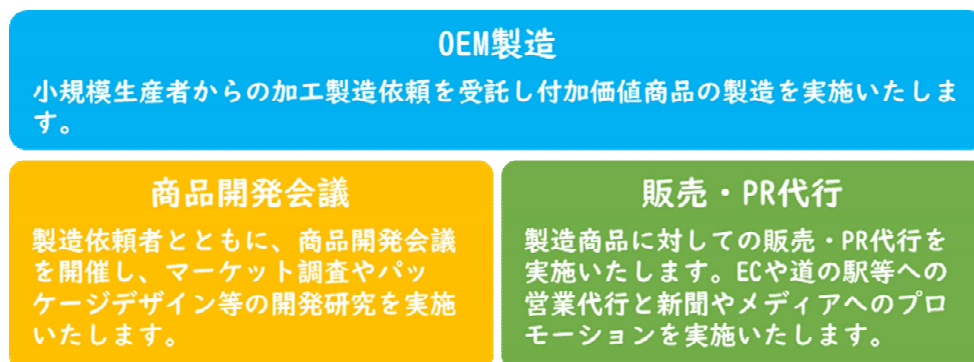 OEM製造
小規模生産者からの加工製造依頼を受託し付加価値商品の製造を実施いたしま
す。
商品開発会議
製造依頼者とともに、商品開発会議
を開催し、マーケット調査やパッ
ケージデザイン等の開発研究を実施
いたします。
販売・PR代行
製造商品に対しての販売・PR代行を
実施いたします。ECや道の駅等への
営業代行と新聞やメディアへのプロ
モーションを実施いたします。